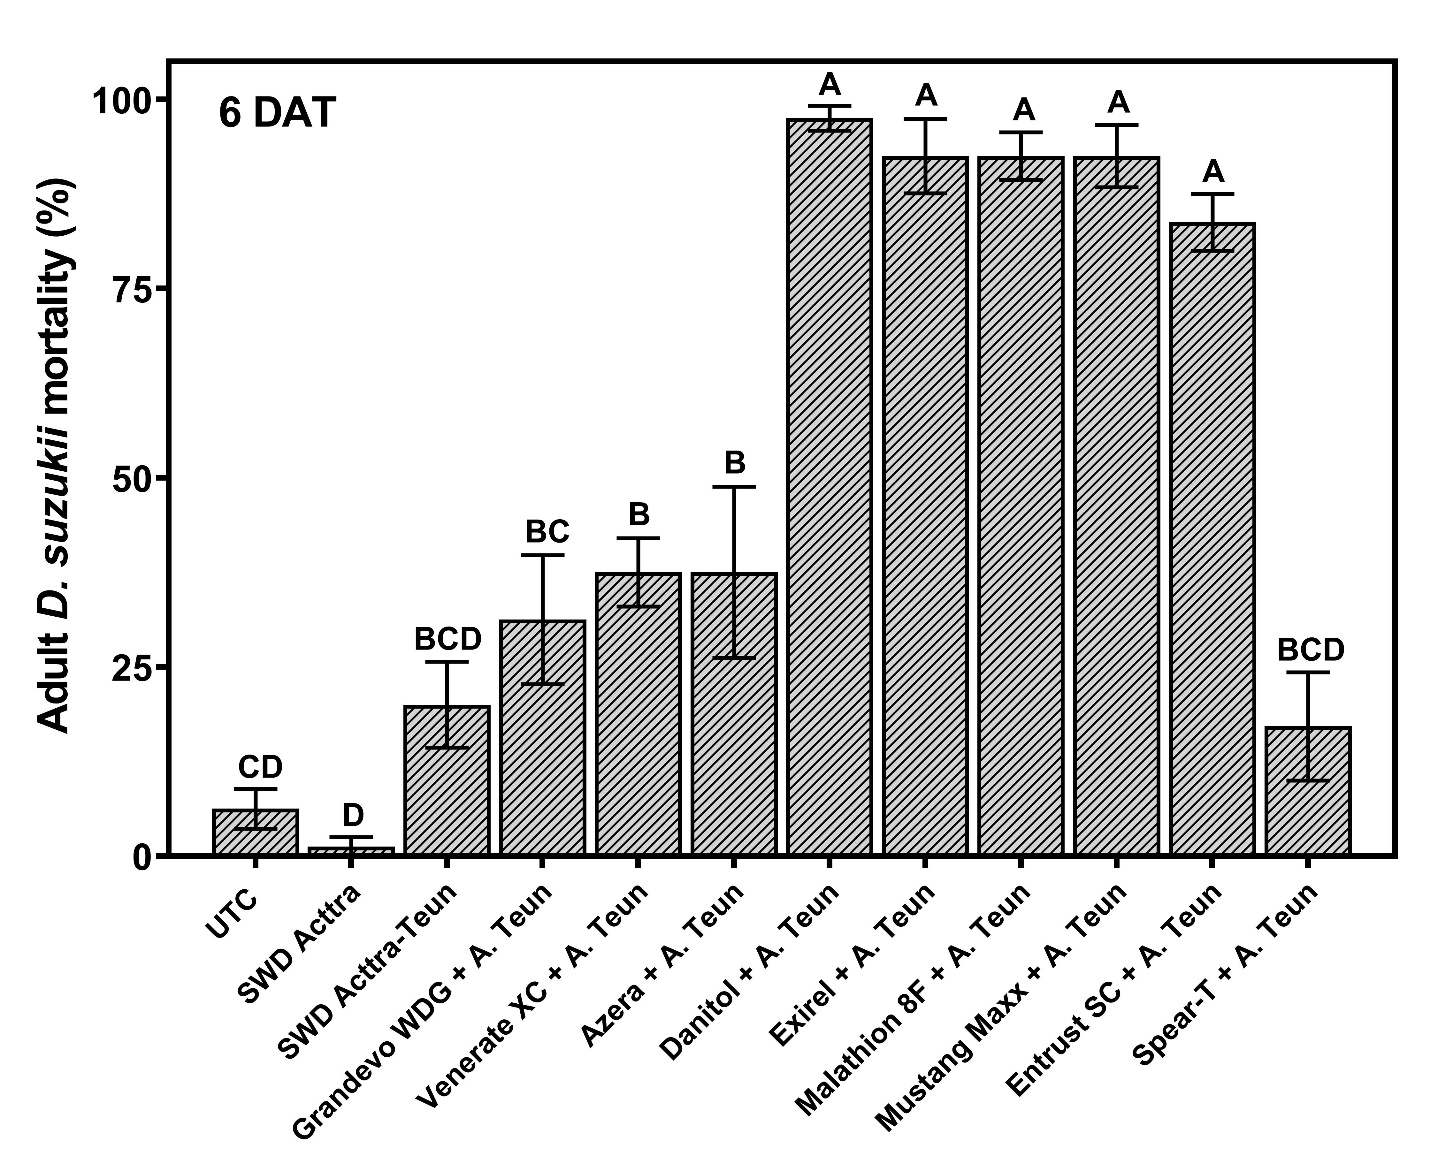 6 DAT
Adult D. suzukii mortality (%)
100
75
50
25
0
CD
D
BCD
BC
B
B
A
A
A
A
A
BCD
UTC
SWD Acttra
SWD Acttra-Teun
Grandevo WDG + A. Teun
Venerate XC + A. Teun
Azera + A. Teun
Danitol + A. Teun
Exirel + A. Teun
Malathion 8F + A. Teun
Mustang Maxx + A. Teun
Entrust SC + A. Teun
Spear-T + A. Teun